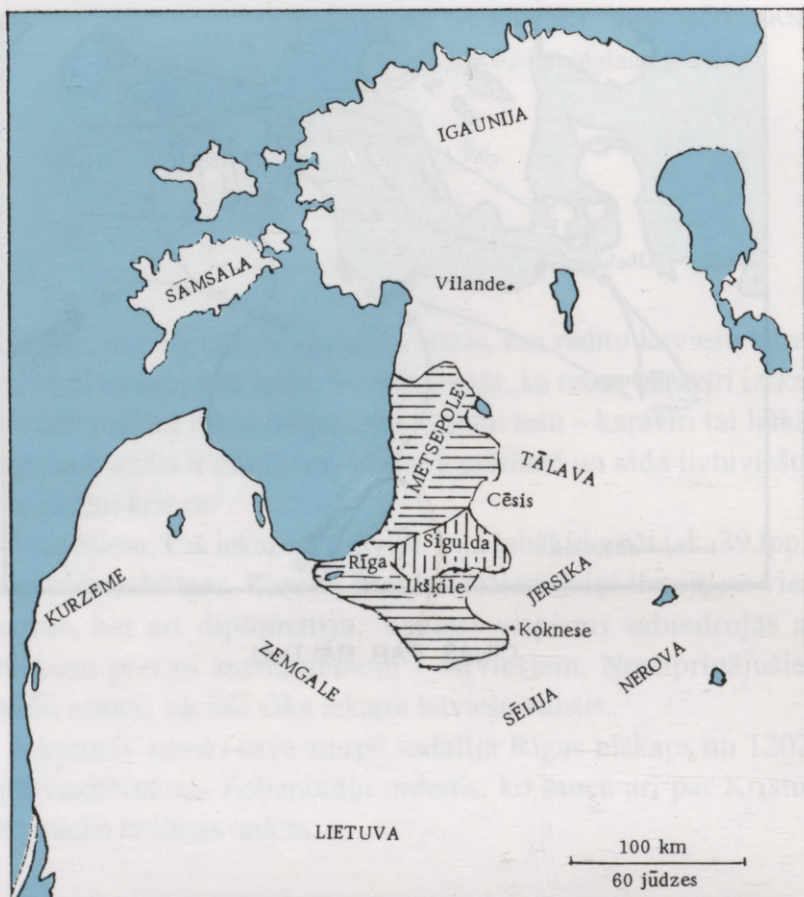 IGAUNIJA
SĀMSALA
Vilande
METSEPOLE
TĀLAVA
Cēsis
Sigulda
Rīga
Ikškile
JERSIKA
KURZEME
Koknese
ZEMGALE
NEROVA
SĒLIJA
LIETUVA
100 km
60 jūdzes